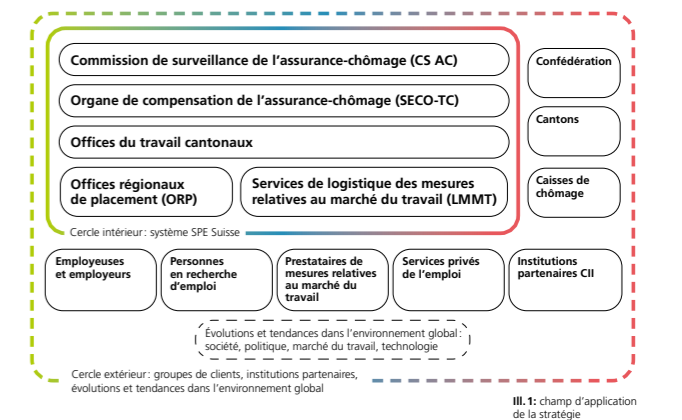 Commission de surveillance de l’assurance-chômage (CS AC)
Organe de compensation de l’assurance-chômage (SECO-TC)
Offices du travail cantonaux
Offices régionaux
de placement (ORP)
Services de logistique des mesures
relatives au marché du travail (LMMT)
Cercle intérieur: système SPE Suisse
Confédération
Cantons
Caisses de
chômage
Employeuses
et employeurs
Personnes
en recherche
d’emploi
Prestataires de
mesures relatives
au marché du
travail
Services privés
de l’emploi
Institutions
partenaires CII
Évolutions et tendances dans l’environnement global:
société, politique, marché du travail, technologie
Cercle extérieur: groupes de clients, institutions partenaires,
évolutions et tendances dans l’environnement global
Ill. 1: champ d’application
de la stratégie